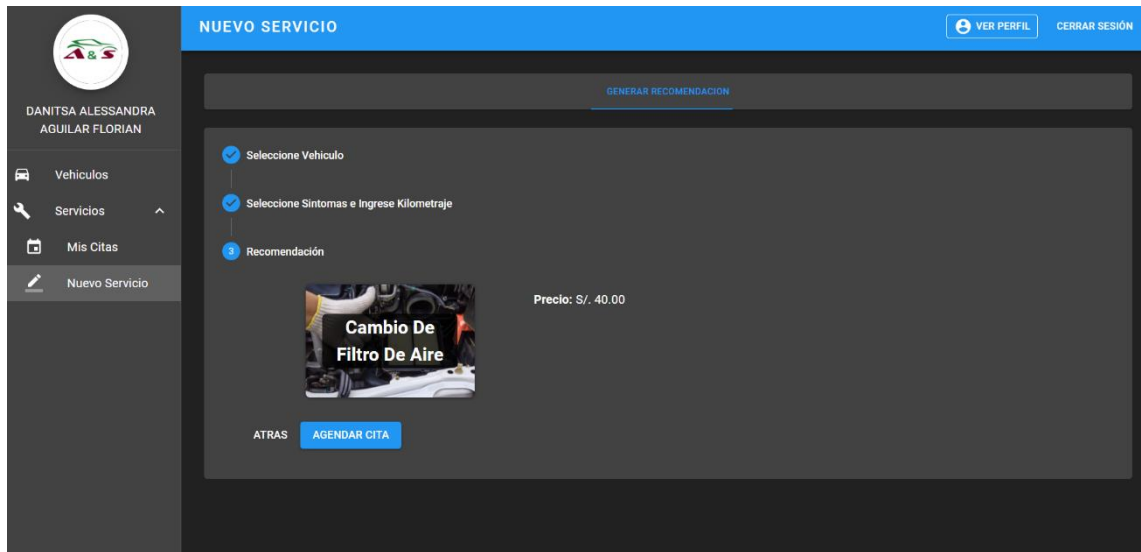 A & S
DANITSA ALESSANDRA
AGUILAR FLORIAN
Vehiculos
Servicios
Mis Citas
Nuevo Servicio
NUEVO SERVICIO
VER PERFIL
CERRAR SESIÓN
GENERAR RECOMENDACION
Seleccione Vehiculo
Seleccione Sintomas e Ingrese Kilometraje
3 Recomendación
Cambio De
Filtro De Aire
Precio: S/. 40.00
ATRAS
AGENDAR CITA